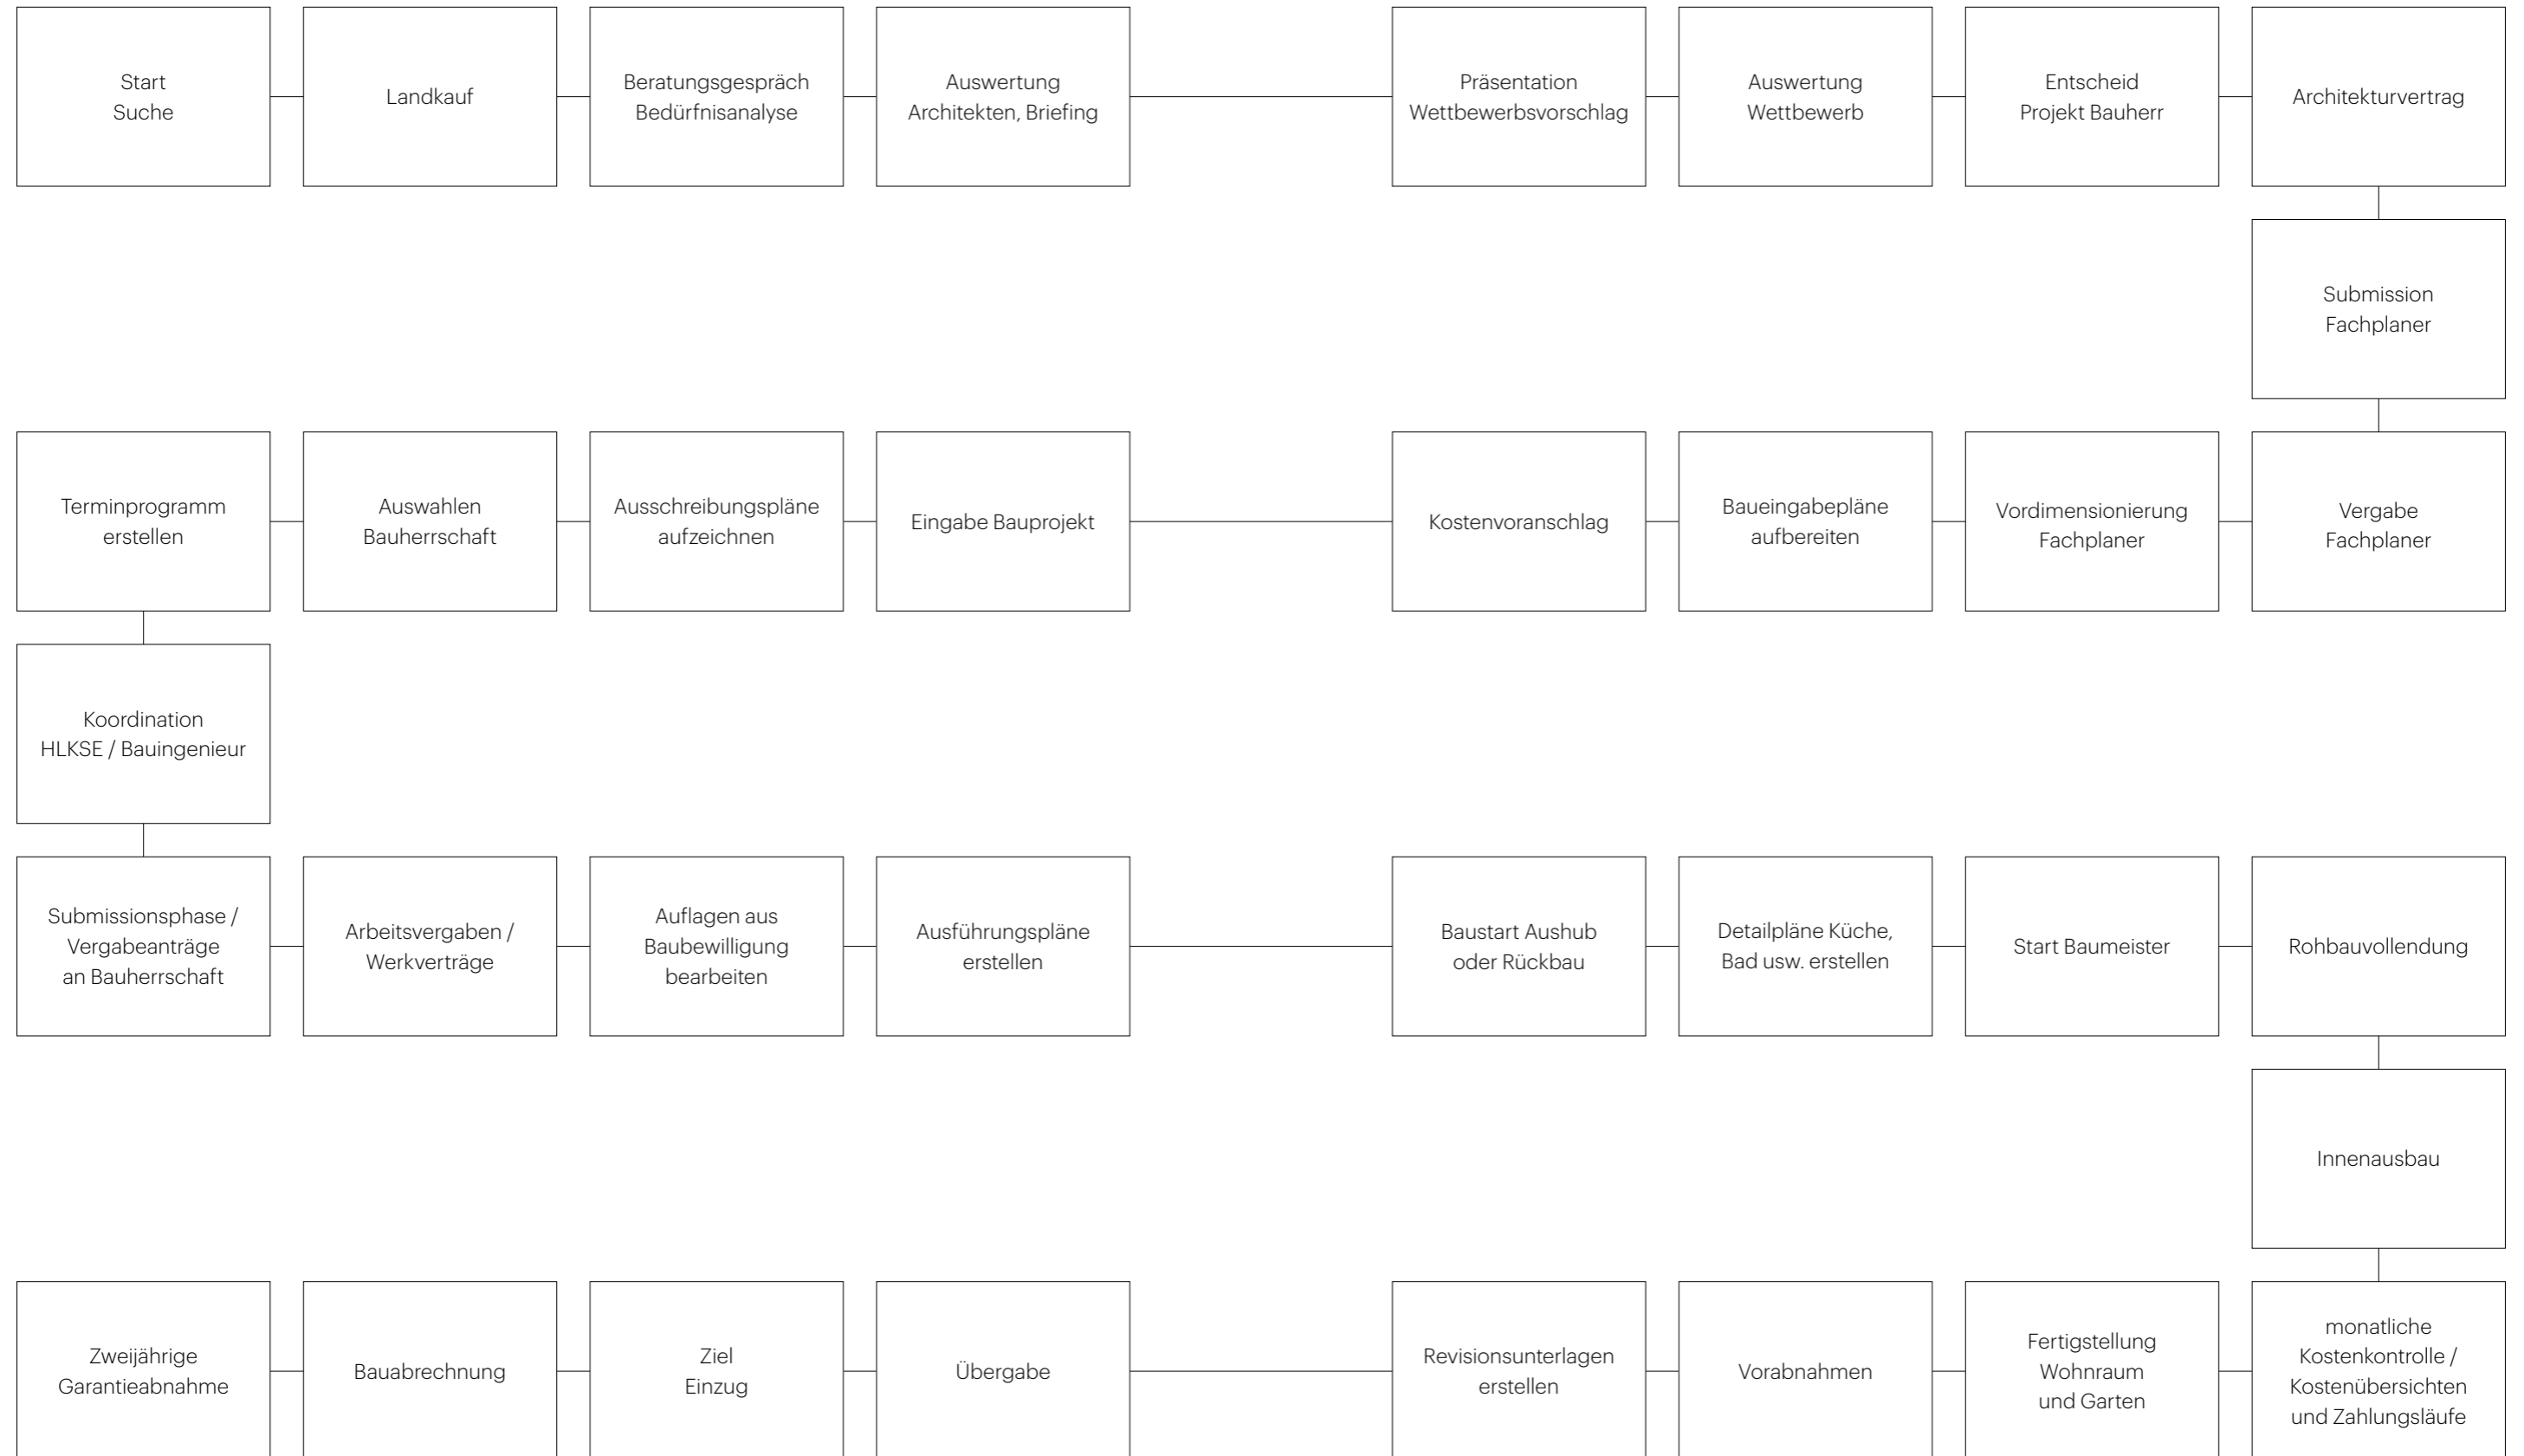 Start
Suche
Landkauf
Beratungsgespräch
Bedürfnisanalyse
Auswertung
Architekten, Briefing
Präsentation
Wettbewerbsvorschlag
Auswertung
Wettbewerb
Entscheid
Projekt Bauherr
Architekturvertrag
Submission
Fachplaner
Terminprogramm
erstellen
Auswahlen
Bauherrschaft
Ausschreibungspläne
aufzeichnen
Eingabe Bauprojekt
Kostenvoranschlag
Baueingabepläne
aufbereiten
Vordimensionierung
Fachplaner
Vergabe
Fachplaner
Koordination
HLKSE / Bauingenieur
Submissionsphase /
Vergabeanträge
an Bauherrschaft
Arbeitsvergaben /
Werkverträge
Auflagen aus
Baubewilligung
bearbeiten
Ausführungspläne
erstellen
Baustart Aushub
oder Rückbau
Detailpläne Küche,
Bad usw. erstellen
Start Baumeister
Rohbauvollendung
Innenausbau
Zweijährige
Garantieabnahme
Bauabrechnung
Ziel
Einzug
Übergabe
Revisionsunterlagen
erstellen
Vorabnahmen
Fertigstellung
Wohnraum
und Garten
monatliche
Kostenkontrolle /
Kostenübersichten
und Zahlungsläufe